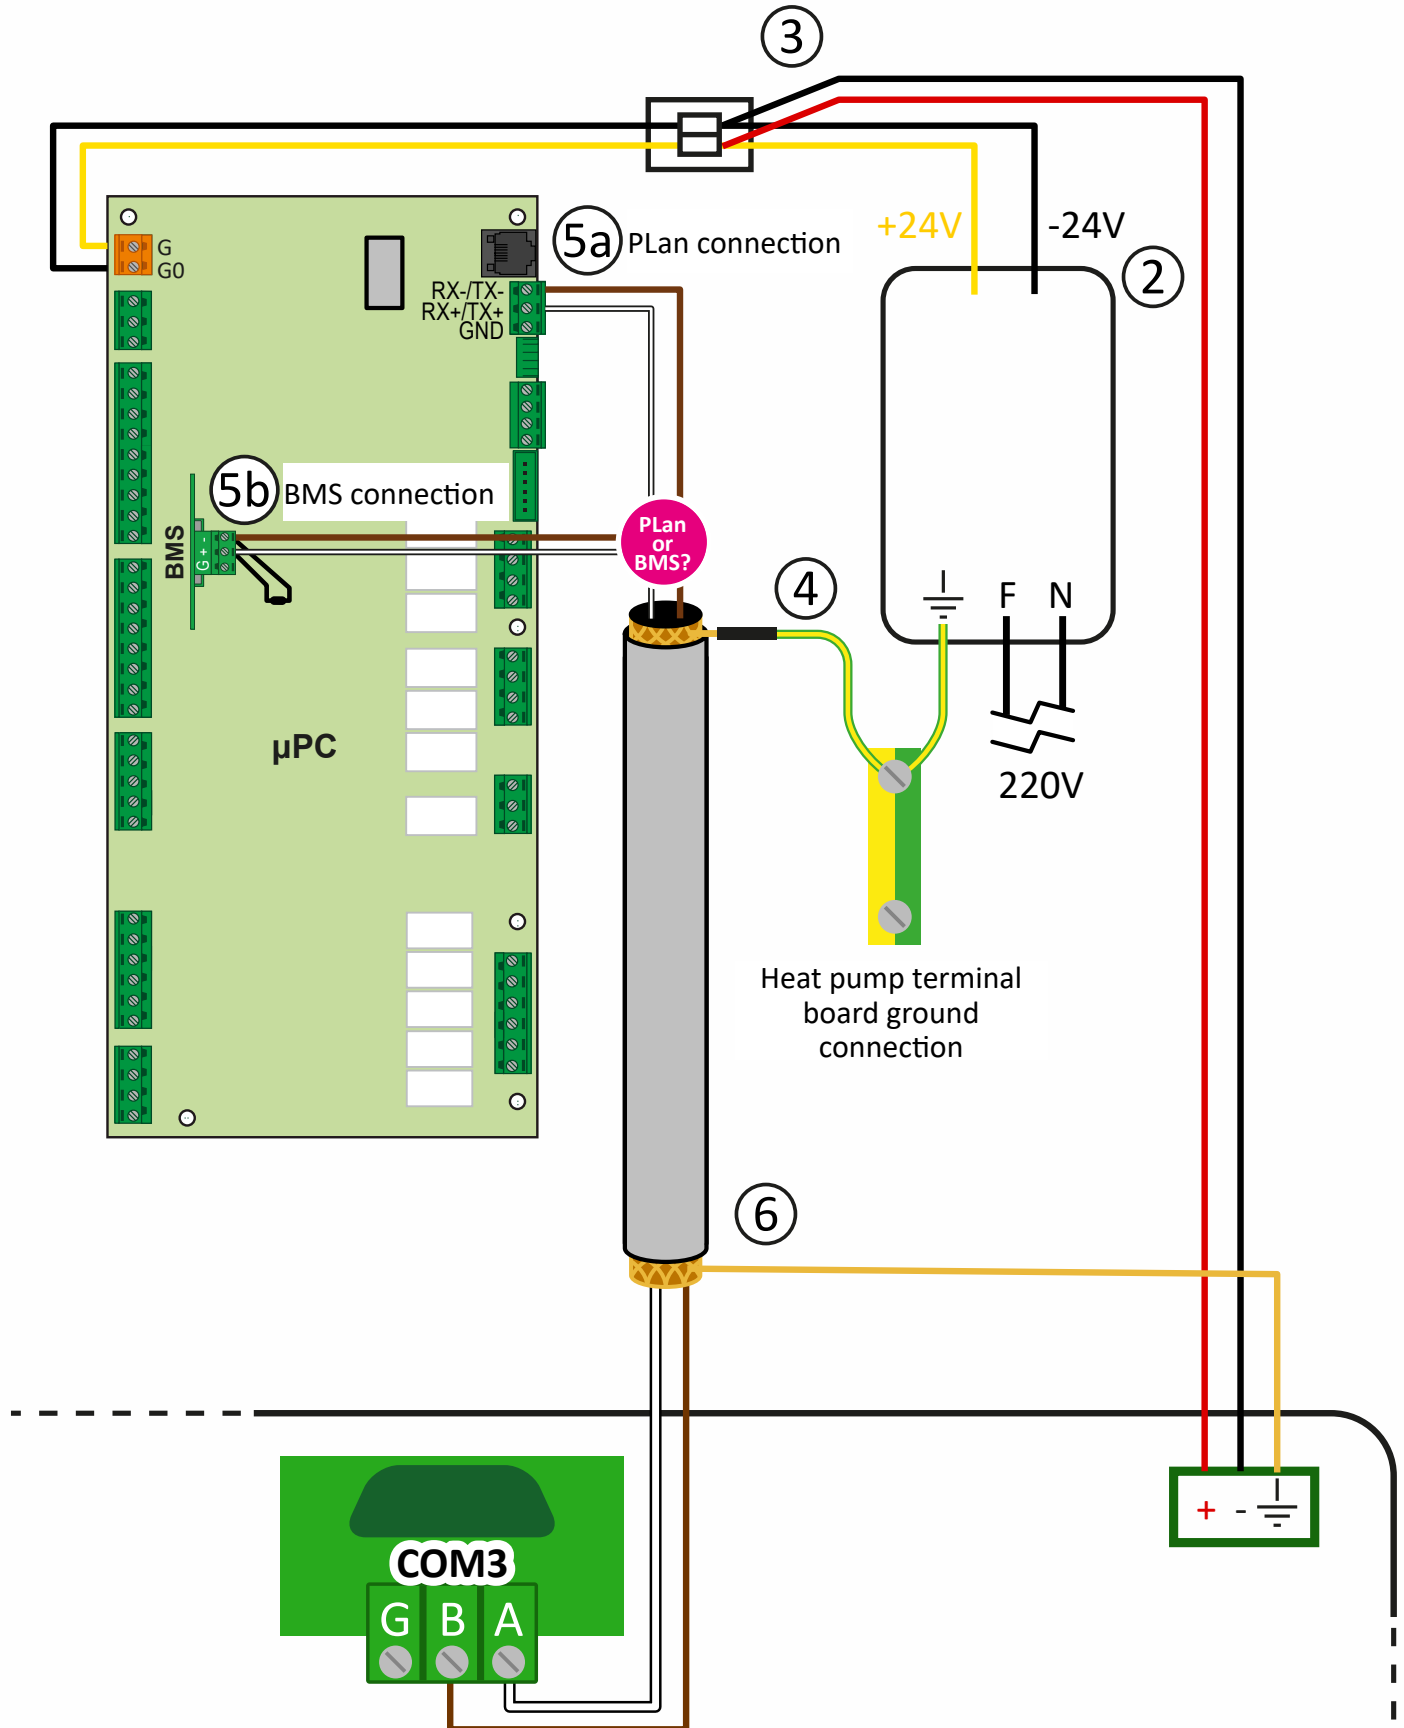 3
G
G0
5a
PLan connection
+24V
-24V
2
RX-/TX-
RX+/TX+
GND
5b
BMS connection
BMS
G + -
PLan
or
BMS?
4
F N
µPC
220V
Heat pump terminal
board ground
connection
6
+ -
COM3
G B A